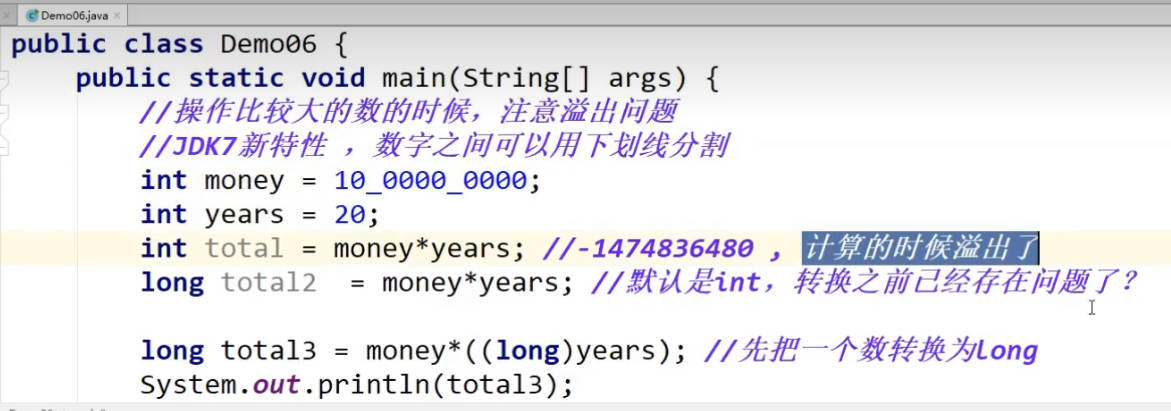 Demo06.java
public class Demo06 {
public static void main(String[] args) {
//操作比较大的数的时候，注意溢出问题
//JDK7新特性 ，数字之间可以用下划线分割
int money = 10_0000_0000;
int years = 20;
int total = money*years; //-1474836480 , 计算的时候溢出了
long total2  = money*years; //默认是int，转换之前已经存在问题了？
long total3 = money*((long)years); //先把一个数转换为Long
System.out.println(total3);